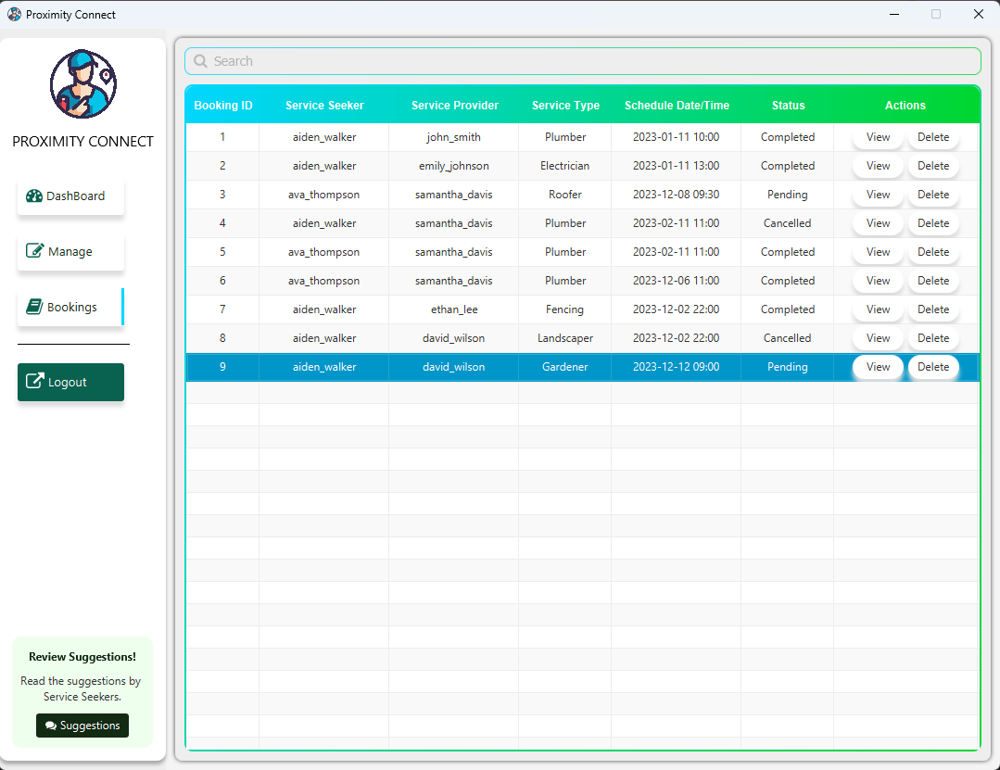 Proximity Connect
PROXIMITY CONNECT
DashBoard
Manage
Bookings
Logout
Review Suggestions!
Read the suggestions by
Service Seekers.
Suggestions
Search
Booking ID Service Seeker Service Provider Service Type Schedule Date/Time Status Actions
1 aiden_walker john_smith Plumber 2023-01-11 10:00 Completed View Delete
2 aiden_walker emily_johnson Electrician 2023-01-11 13:00 Completed View Delete
3 ava_thompson samantha_davis Roofer 2023-12-08 09:30 Pending View Delete
4 aiden_walker samantha_davis Plumber 2023-02-11 11:00 Cancelled View Delete
5 ava_thompson samantha_davis Plumber 2023-02-11 11:00 Completed View Delete
6 ava_thompson samantha_davis Plumber 2023-12-06 11:00 Completed View Delete
7 aiden_walker ethan_lee Fencing 2023-12-02 22:00 Completed View Delete
8 aiden_walker david_wilson Landscaper 2023-12-02 22:00 Cancelled View Delete
9 aiden_walker david_wilson Gardener 2023-12-12 09:00 Pending View Delete